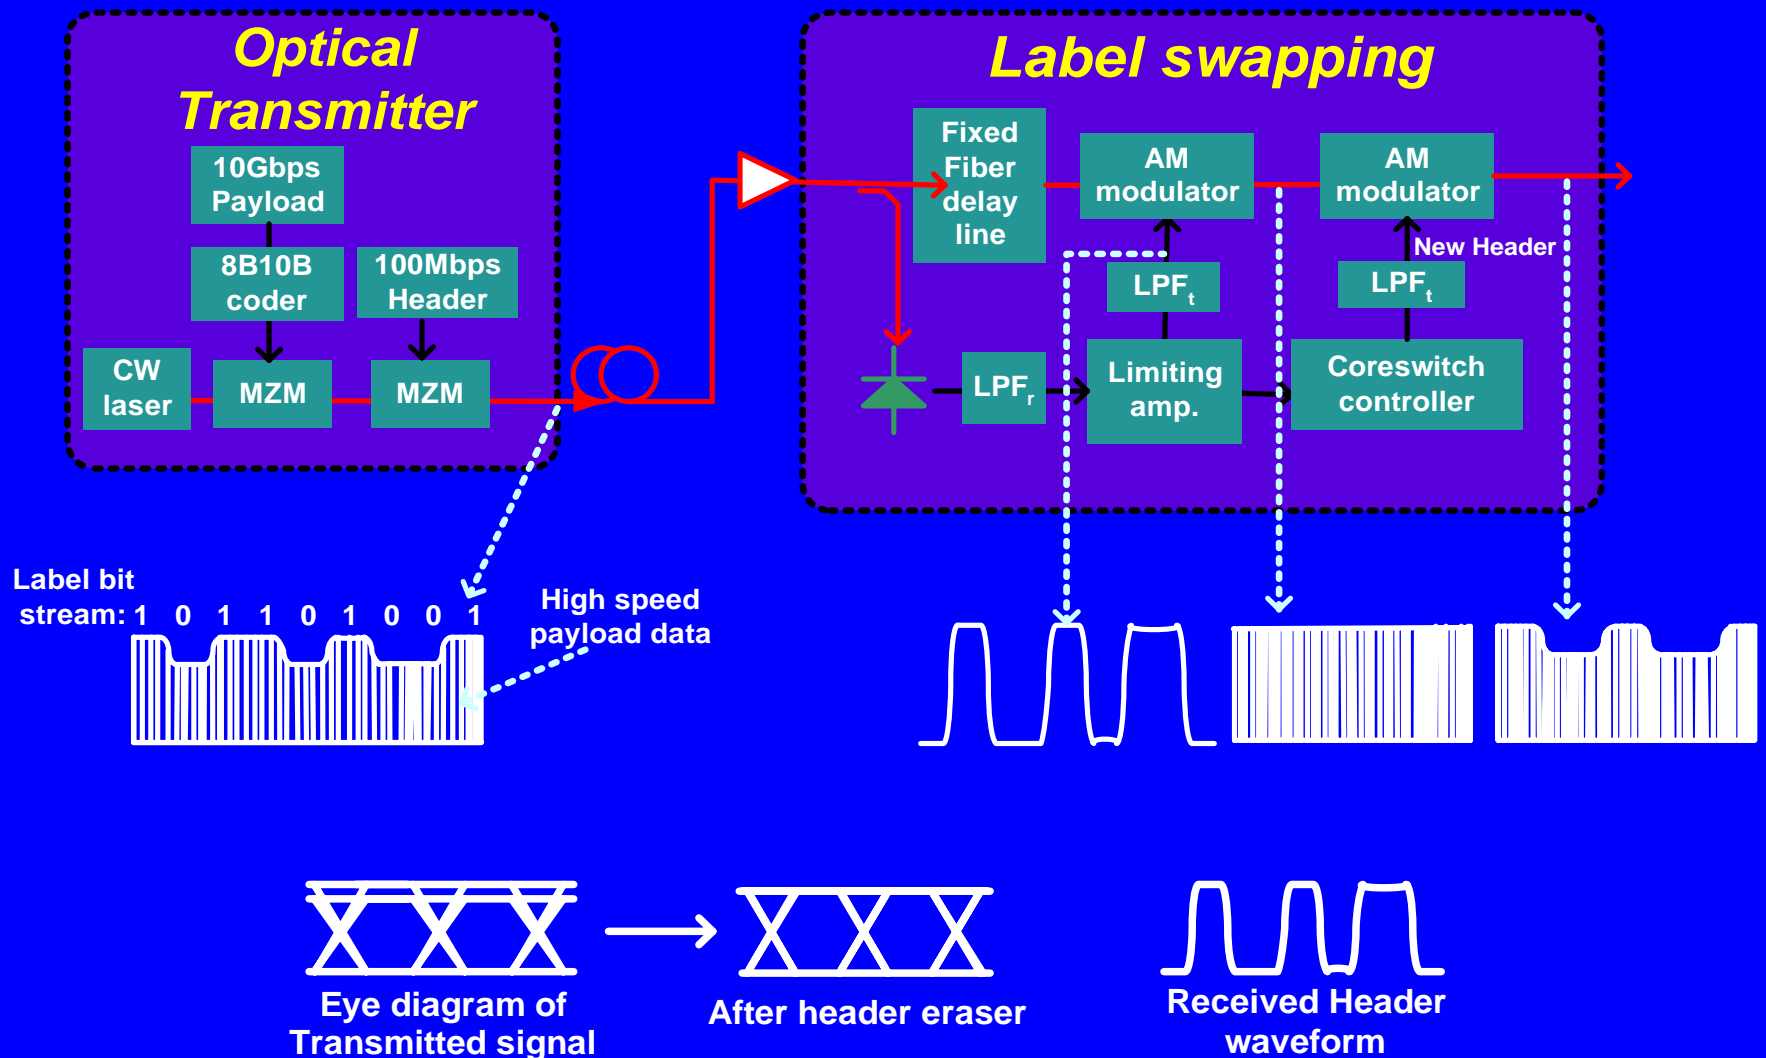 Optical
Transmitter
10Gbps
Payload
8B10B
coder
100Mbps
Header
CW
laser
MZM
MZM
Label swapping
Fixed
Fiber
delay
line
AM
modulator
AM
modulator
New Header
LPFt
LPFt
LPFr
Limiting
amp.
Coreswitch
controller
Label bit
stream: 1 0 1 1 0 1 0 0 1
High speed
payload data
Eye diagram of
Transmitted signal
After header eraser
Received Header
waveform